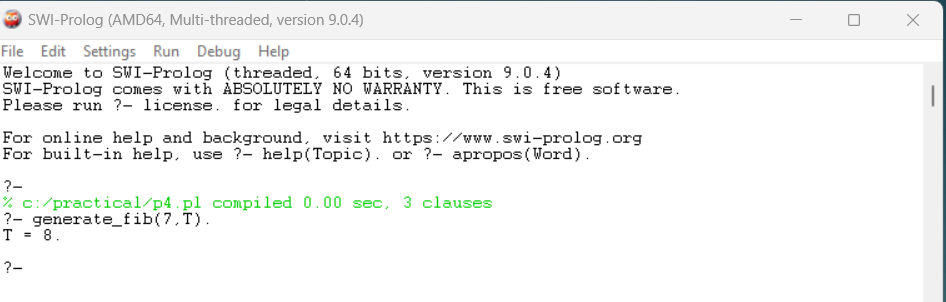 SWI-Prolog (AMD64, Multi-threaded, version 9.0.4)
File Edit Settings Run Debug Help
Welcome to SWI-Prolog (threaded, 64 bits, version 9.0.4)
SWI-Prolog comes with ABSOLUTELY NO WARRANTY. This is free software.
Please run ?- license. for legal details.
For online help and background, visit https://www.swi-prolog.org
For built-in help, use ?- help(Topic). or ?- apropos(Word).
?-
% c:/practical/p4.pl compiled 0.00 sec, 3 clauses
?- generate_fib(7,T).
T = 8.
?-